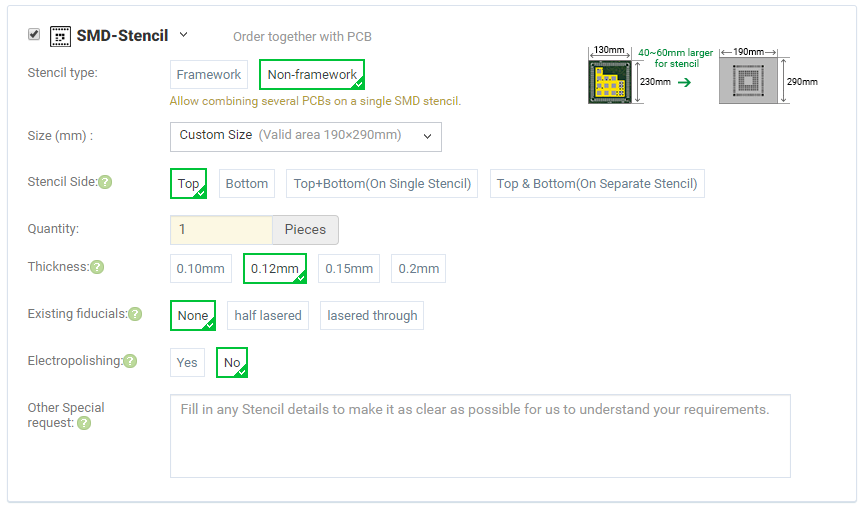 SMD-Stencil Order together with PCB
Stencil type: Framework Non-framework
Allow combining several PCBs on a single SMD stencil.
130mm 40~60mm larger for stencil 190mm
230mm 290mm
Size (mm) : Custom Size (Valid area 190×290mm)
Stencil Side:? Top Bottom Top+Bottom(On Single Stencil) Top & Bottom(On Separate Stencil)
Quantity: 1 Pieces
Thickness:? 0.10mm 0.12mm 0.15mm 0.2mm
Existing fiducials:? None half lasered lasered through
Electropolishing:? Yes No
Other Special
request: ?
Fill in any Stencil details to make it as clear as possible for us to understand your requirements.